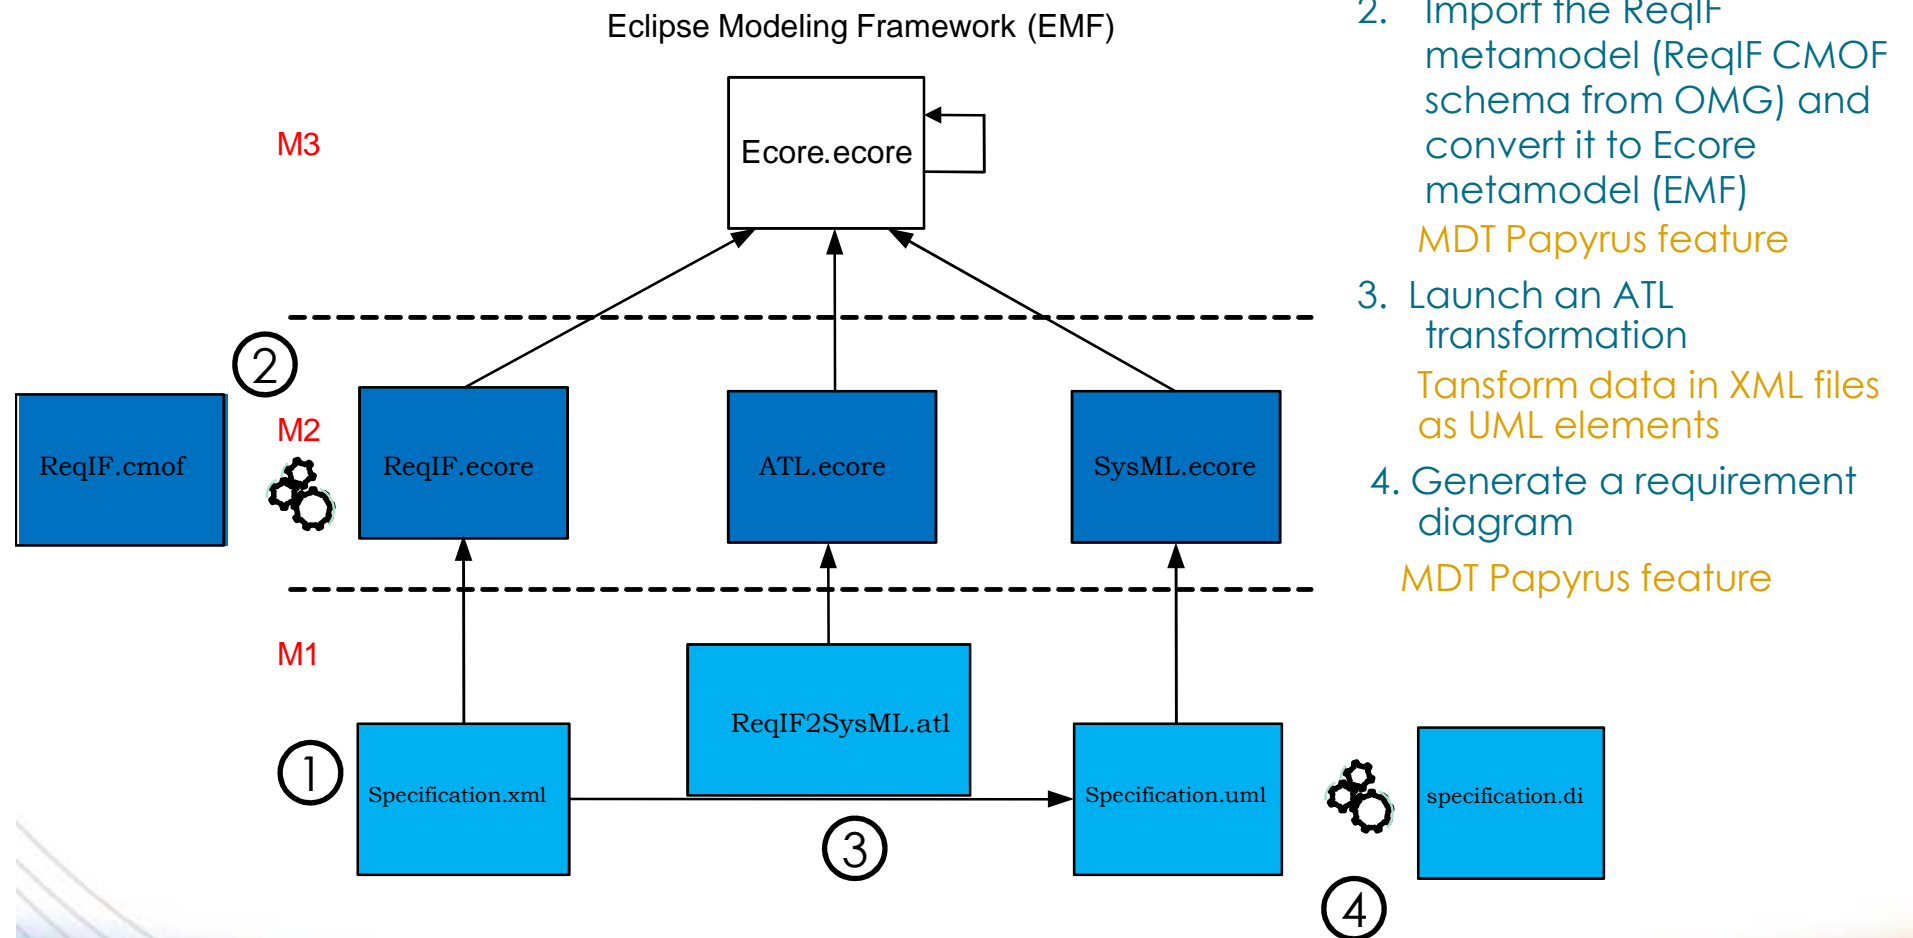 Eclipse Modeling Framework (EMF)
M3
Ecore.ecore
2
M2
ReqIF.cmof
ReqIF.ecore
ATL.ecore
SysML.ecore
M1
ReqIF2SysML.atl
1
Specification.xml
Specification.uml
specification.di
3
4
2. Import the ReqIF
metamodel (ReqIF CMOF
schema from OMG) and
convert it to Ecore
metamodel (EMF)
MDT Papyrus feature
3. Launch an ATL
transformation
Tansform data in XML files
as UML elements
4. Generate a requirement
diagram
MDT Papyrus feature